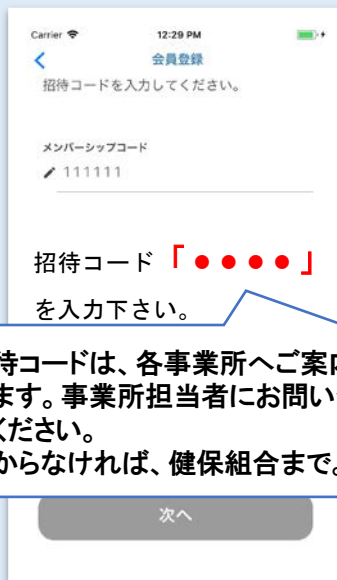 Carrier 12:29 PM
会員登録
招待コードを入力してください。
メンバーシップコード
111111
招待コード「●●●●」
を入力下さい。
待コードは、各事業所へご案内
ます。事業所担当者にお問い
ください。
からなければ、健保組合まで。
次へ